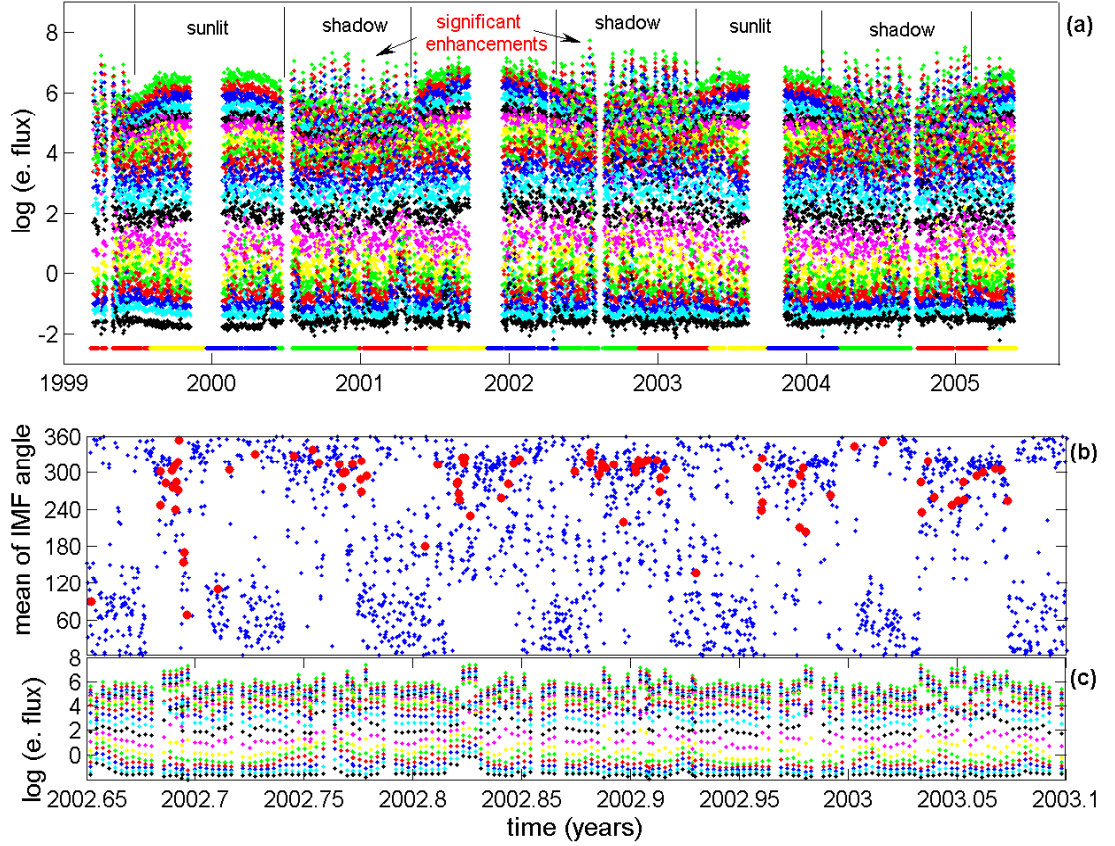 (a)
sunlit
shadow
significant
enhancements
shadow
sunlit
shadow
log (e. flux)
8
6
4
2
0
-2
1999 2000 2001 2002 2003 2004 2005
(b)
mean of IMF angle
360
300
240
180
120
60
(c)
log (e. flux)
8
6
4
2
0
2002.65 2002.7 2002.75 2002.8 2002.85 2002.9 2002.95 2003 2003.05 2003.1
time (years)